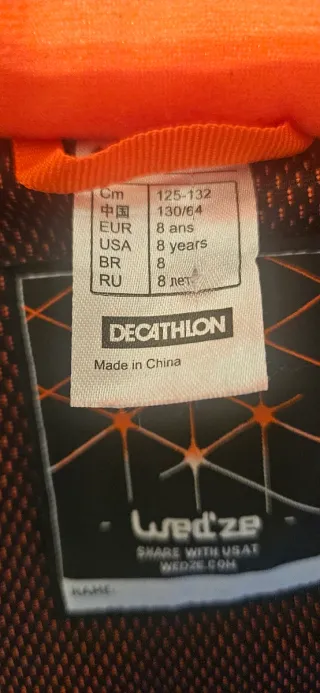 Cm 125-132
中国 130/64
EUR 8 ans
USA 8 years
BR 8
RU 8 лет
DECATHLON
Made in China
wed'ze
SHARE WITH US AT
WEDZE.COM
NAME: